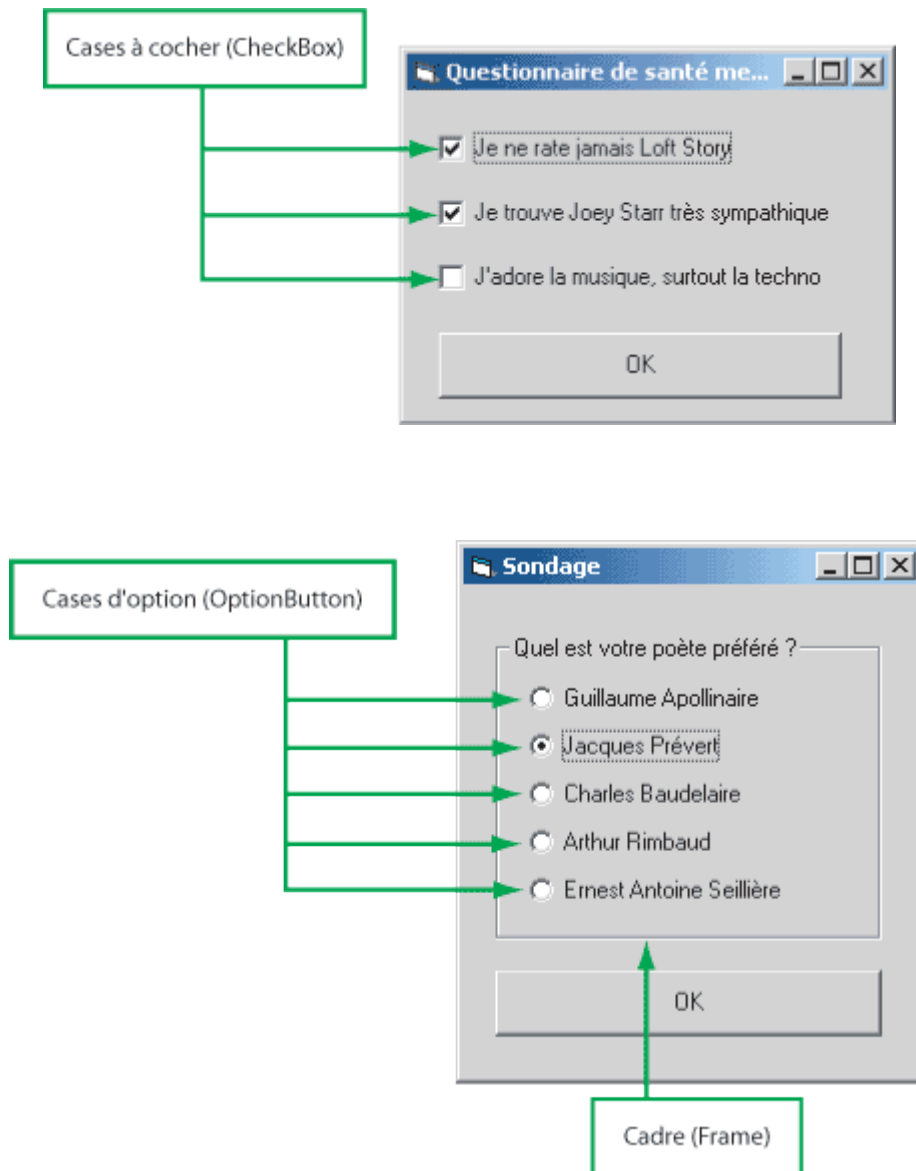 Cases à cocher (CheckBox)
Questionnaire de santé me...
Je ne rate jamais Loft Story
Je trouve Joey Starr très sympathique
J'adore la musique, surtout la techno
OK
Cases d'option (OptionButton)
Sondage
Quel est votre poète préféré ?
Guillaume Apollinaire
Jacques Prévert
Charles Baudelaire
Arthur Rimbaud
Ernest Antoine Seillière
OK
Cadre (Frame)